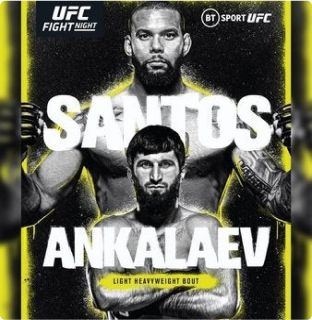 UFC
FIGHT NIGHT
BT SPORT UFC
SANTOS
ANKALAEV
LIGHT HEAVYWEIGHT BOUT